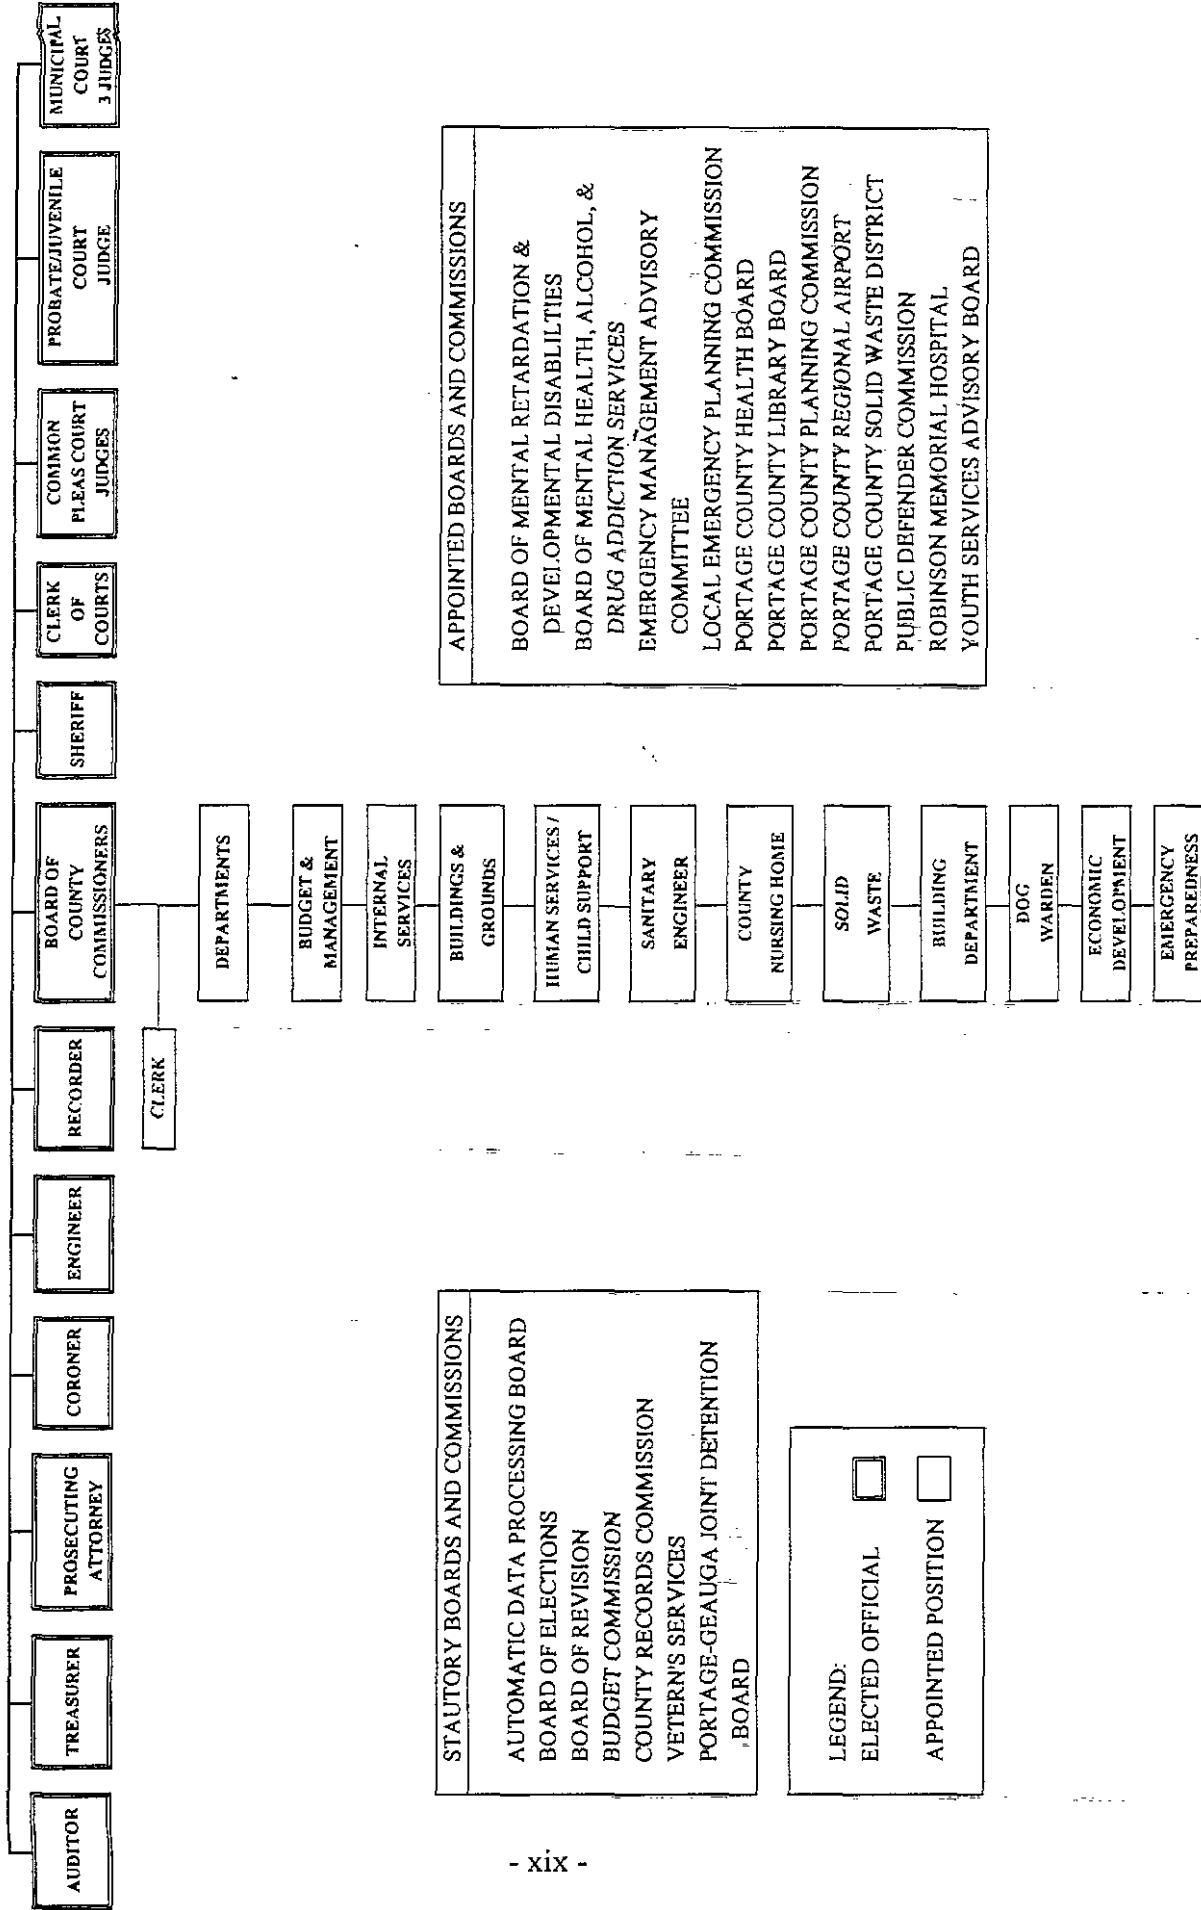 AUDITOR
TREASURER
PROSECUTING
ATTORNEY
CORONER
ENGINEER
RECORDER
BOARD OF
COUNTY
COMMISSIONERS
SHERIFF
CLERK
OF
COURTS
COMMON
PLEAS COURT
JUDGES
PROBATE/JUVENILE
COURT
JUDGE
MUNICIPAL
COURT
3 JUDGES
CLERK
DEPARTMENTS
BUDGET &
MANAGEMENT
INTERNAL
SERVICES
BUILDINGS &
GROUNDS
HUMAN SERVICES /
CHILD SUPPORT
SANITARY
ENGINEER
COUNTY
NURSING HOME
SOLID
WASTE
BUILDING
DEPARTMENT
DOG
WARDEN
ECONOMIC
DEVELOPMENT
EMERGENCY
PREPAREDNESS
STAUTORY BOARDS AND COMMISSIONS
AUTOMATIC DATA PROCESSING BOARD
BOARD OF ELECTIONS
BOARD OF REVISION
BUDGET COMMISSION
COUNTY RECORDS COMMISSION
VETERN'S SERVICES
PORTAGE-GEAUGA JOINT DETENTION
BOARD
LEGEND:
ELECTED OFFICIAL
APPOINTED POSITION
APPOINTED BOARDS AND COMMISSIONS
BOARD OF MENTAL RETARDATION &
DEVELOPMENTAL DISABLILTIES
BOARD OF MENTAL HEALTH, ALCOHOL, &
DRUG ADDICTION SERVICES
EMERGENCY MANAGEMENT ADVISORY
COMMITTEE
LOCAL EMERGENCY PLANNING COMMISSION
PORTAGE COUNTY HEALTH BOARD
PORTAGE COUNTY LIBRARY BOARD
PORTAGE COUNTY PLANNING COMMISSION
PORTAGE COUNTY REGIONAL AIRPORT
PORTAGE COUNTY SOLID WASTE DISTRICT
PUBLIC DEFENDER COMMISSION
ROBINSON MEMORIAL HOSPITAL
YOUTH SERVICES ADVISORY BOARD
- xix -